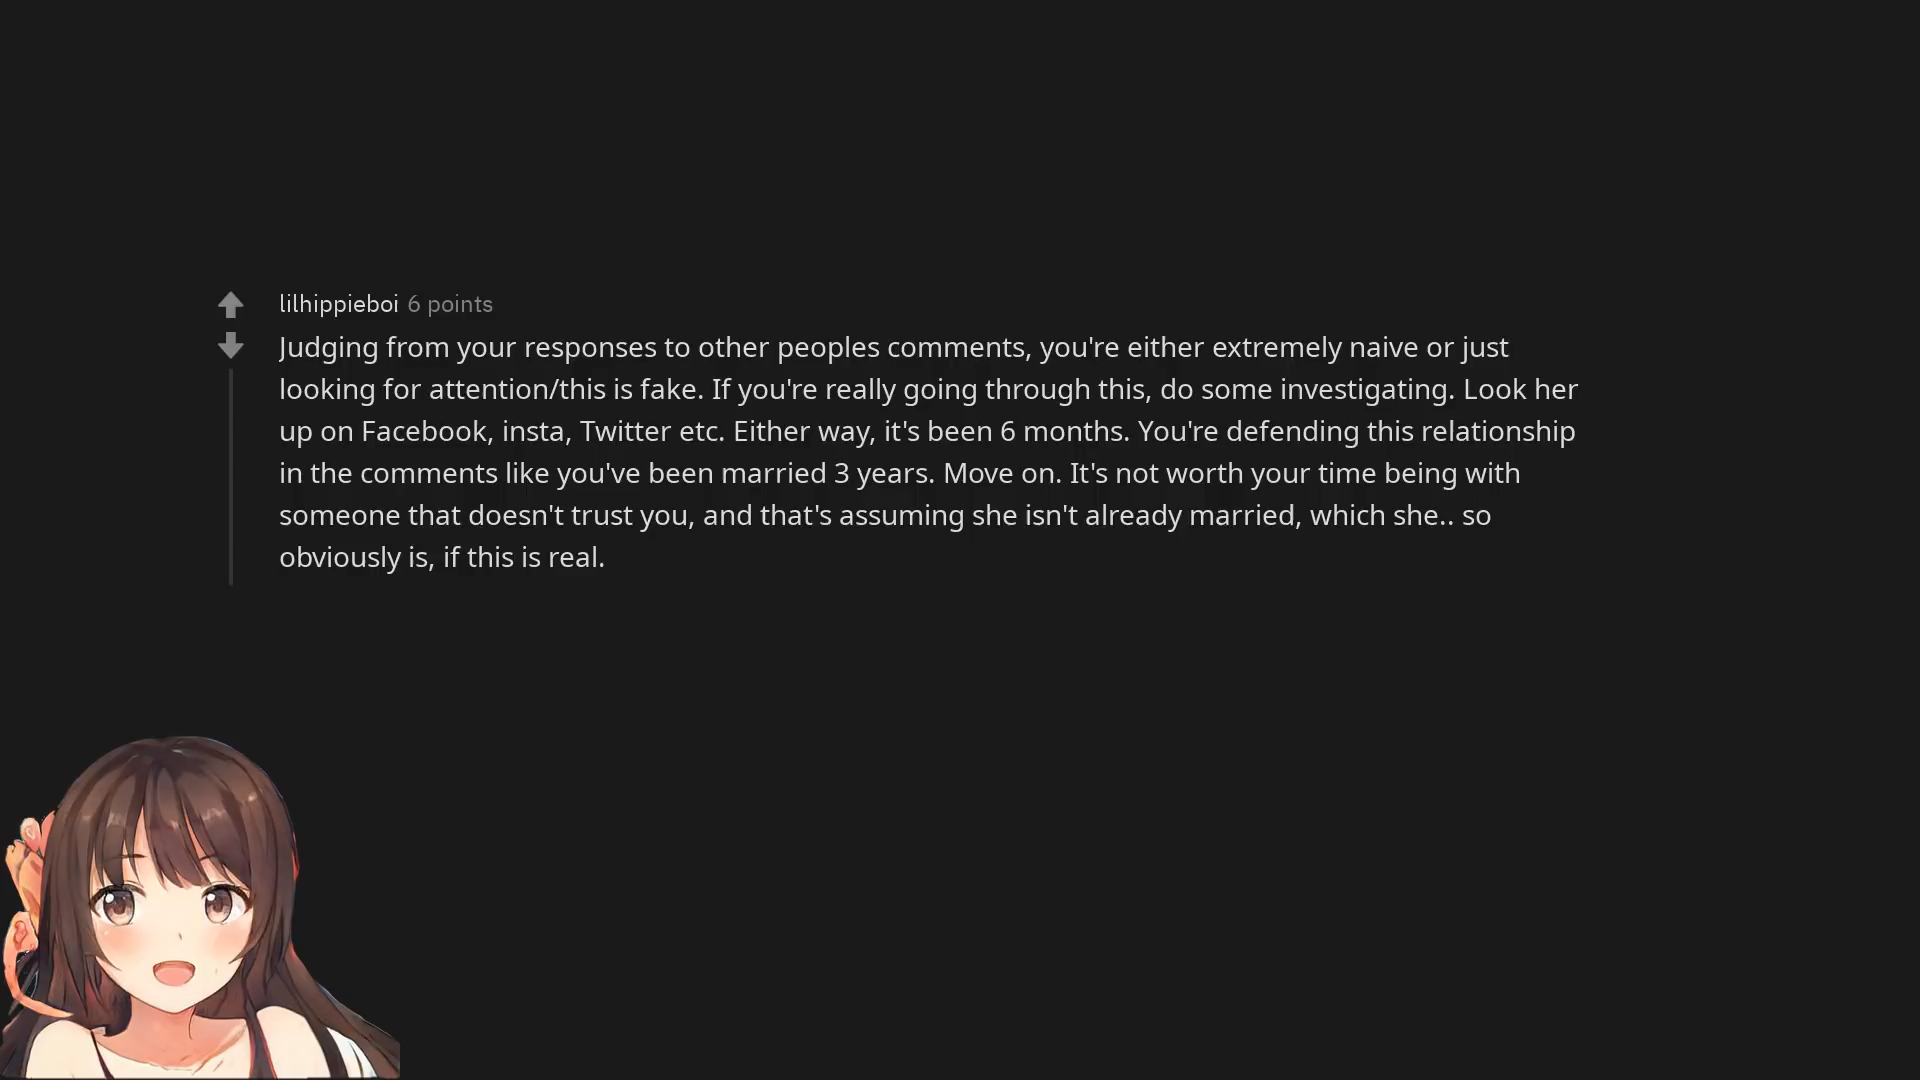 lilhippieboi 6 points
Judging from your responses to other peoples comments, you're either extremely naive or just
looking for attention/this is fake. If you're really going through this, do some investigating. Look her
up on Facebook, insta, Twitter etc. Either way, it's been 6 months. You're defending this relationship
in the comments like you've been married 3 years. Move on. It's not worth your time being with
someone that doesn't trust you, and that's assuming she isn't already married, which she.. so
obviously is, if this is real.